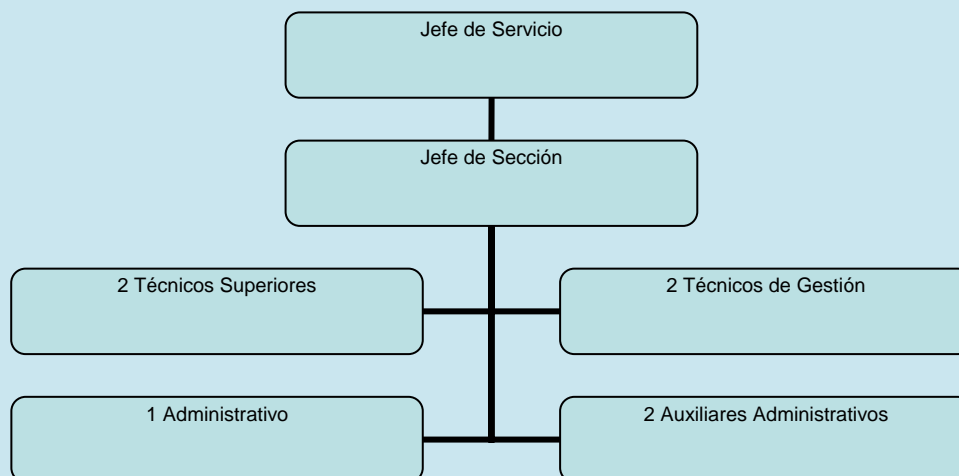 Jefe de Servicio
Jefe de Sección
2 Técnicos Superiores
2 Técnicos de Gestión
1 Administrativo
2 Auxiliares Administrativos